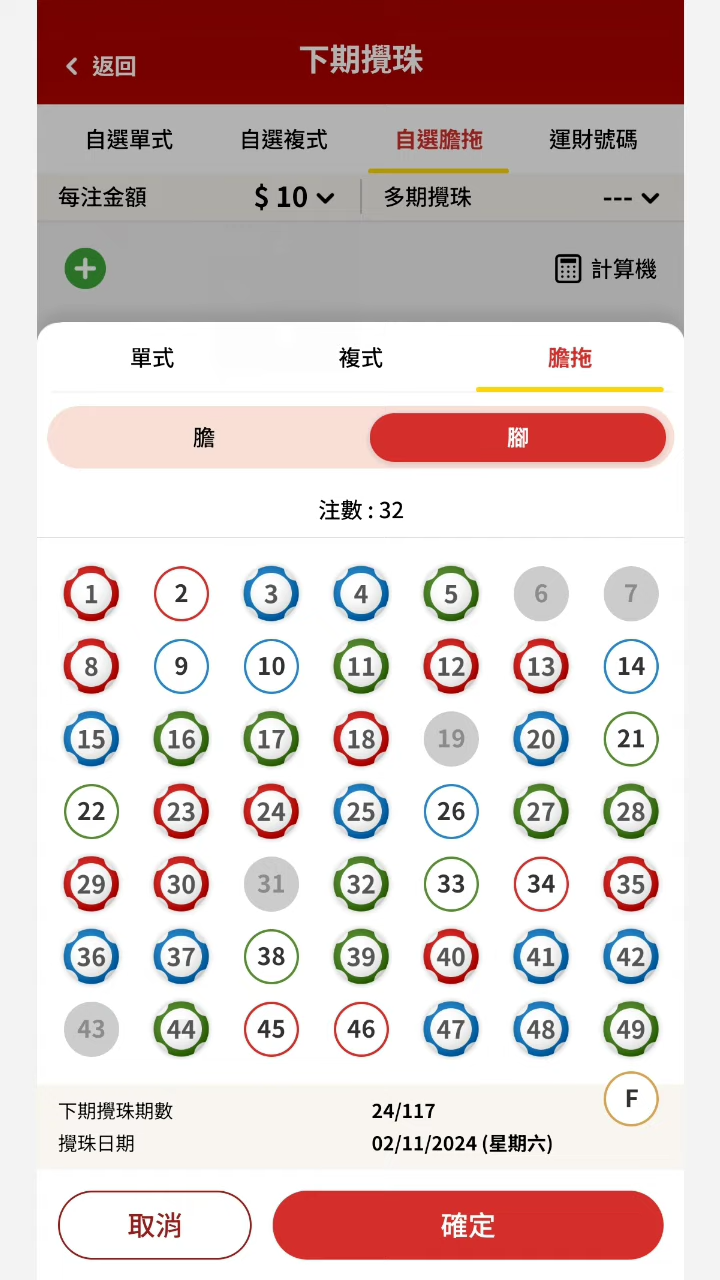 返回 下期攪珠
自選單式 自選複式 自選膽拖 運財號碼
每注金額 $ 10 多期攪珠 ---
計算機
單式 複式 膽拖
膽 腳
注數 : 32
1 2 3 4 5 6 7
8 9 10 11 12 13 14
15 16 17 18 19 20 21
22 23 24 25 26 27 28
29 30 31 32 33 34 35
36 37 38 39 40 41 42
43 44 45 46 47 48 49
F
下期攪珠期數 24/117
攪珠日期 02/11/2024 (星期六)
取消 確定